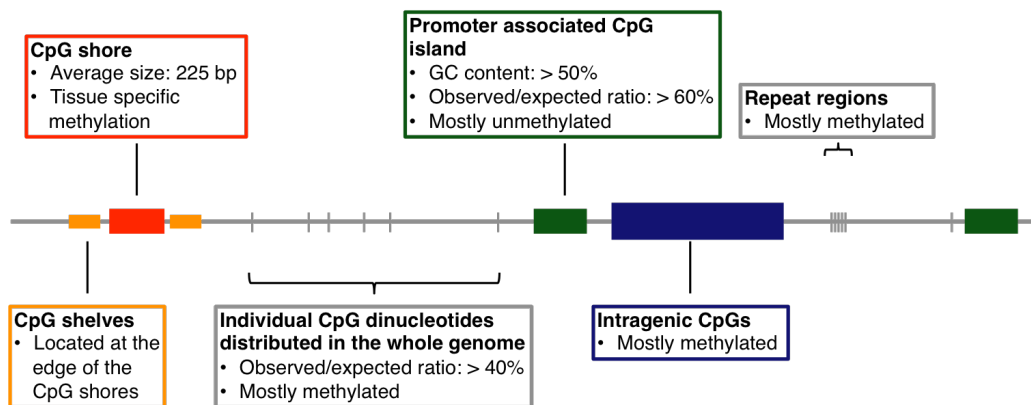 CpG shore
• Average size: 225 bp
• Tissue specific
methylation
Promoter associated CpG
island
• GC content: > 50%
• Observed/expected ratio: > 60%
• Mostly unmethylated
Repeat regions
• Mostly methylated
CpG shelves
• Located at the
edge of the
CpG shores
Individual CpG dinucleotides
distributed in the whole genome
• Observed/expected ratio: > 40%
• Mostly methylated
Intragenic CpGs
• Mostly methylated